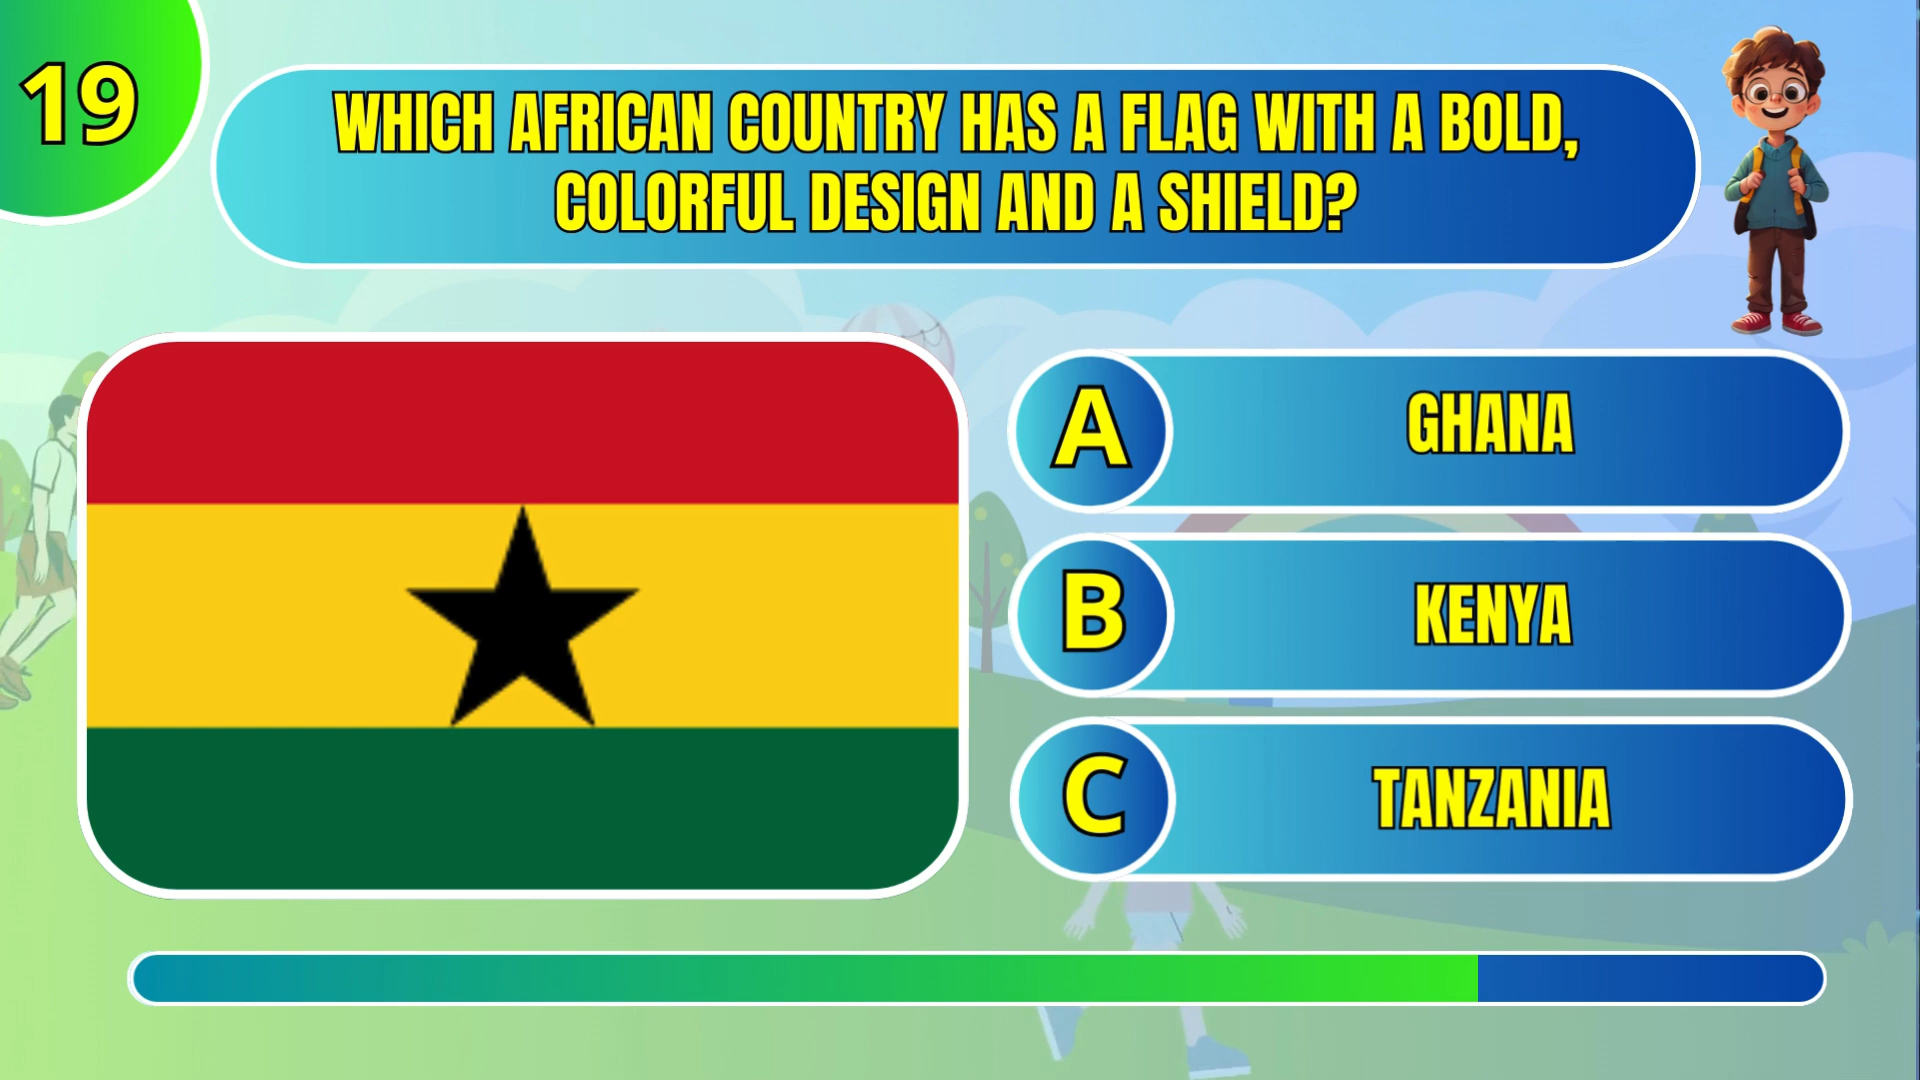 19
WHICH AFRICAN COUNTRY HAS A FLAG WITH A BOLD,
COLORFUL DESIGN AND A SHIELD?
A GHANA
B KENYA
C TANZANIA